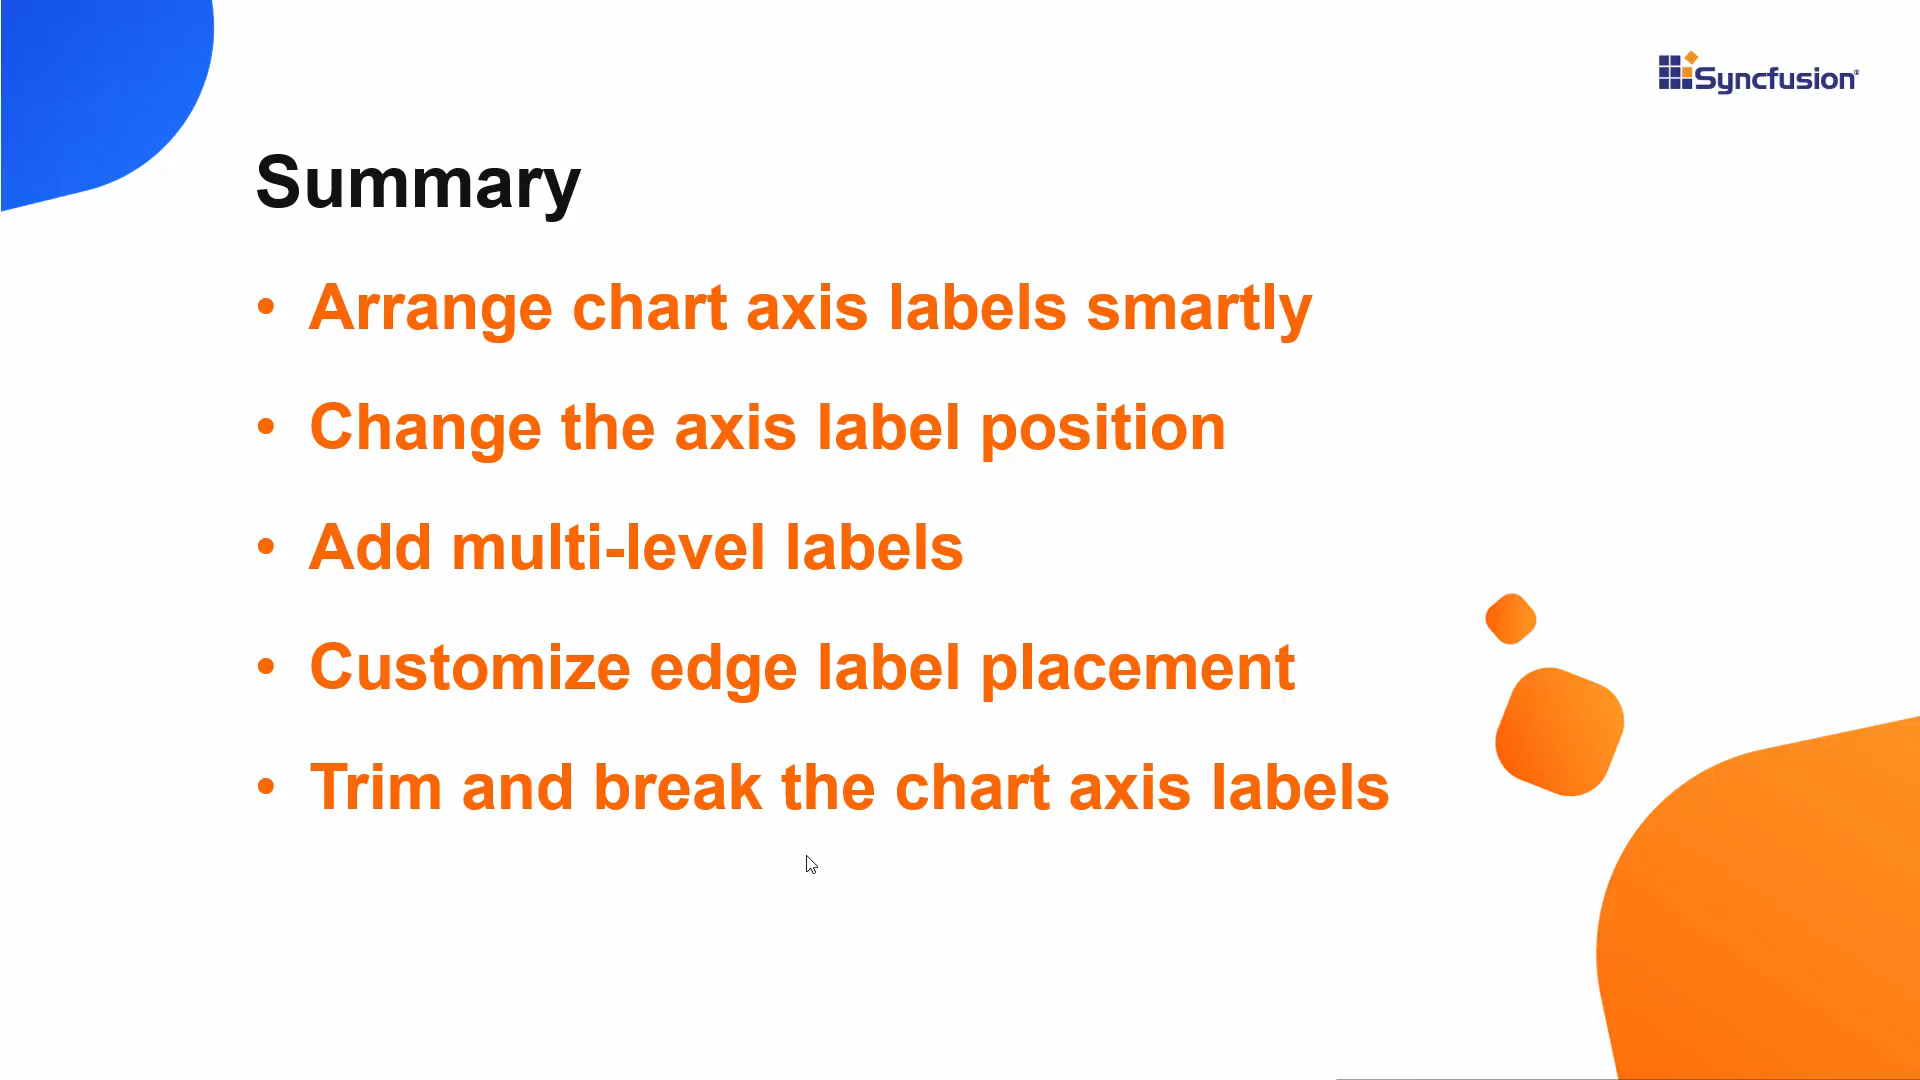 Syncfusion®
Summary
• Arrange chart axis labels smartly
• Change the axis label position
• Add multi-level labels
• Customize edge label placement
• Trim and break the chart axis labels